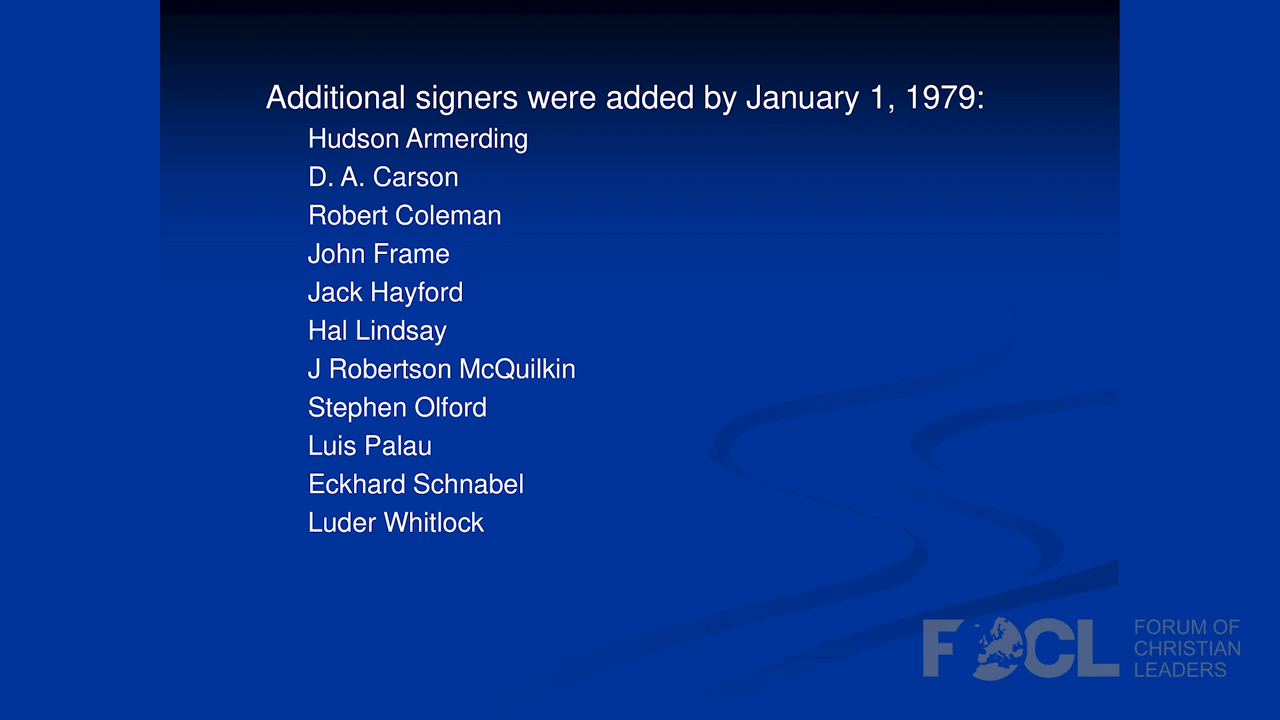 Additional signers were added by January 1, 1979:
Hudson Armerding
D. A. Carson
Robert Coleman
John Frame
Jack Hayford
Hal Lindsay
J Robertson McQuilkin
Stephen Olford
Luis Palau
Eckhard Schnabel
Luder Whitlock
FOCL
FORUM OF
CHRISTIAN
LEADERS